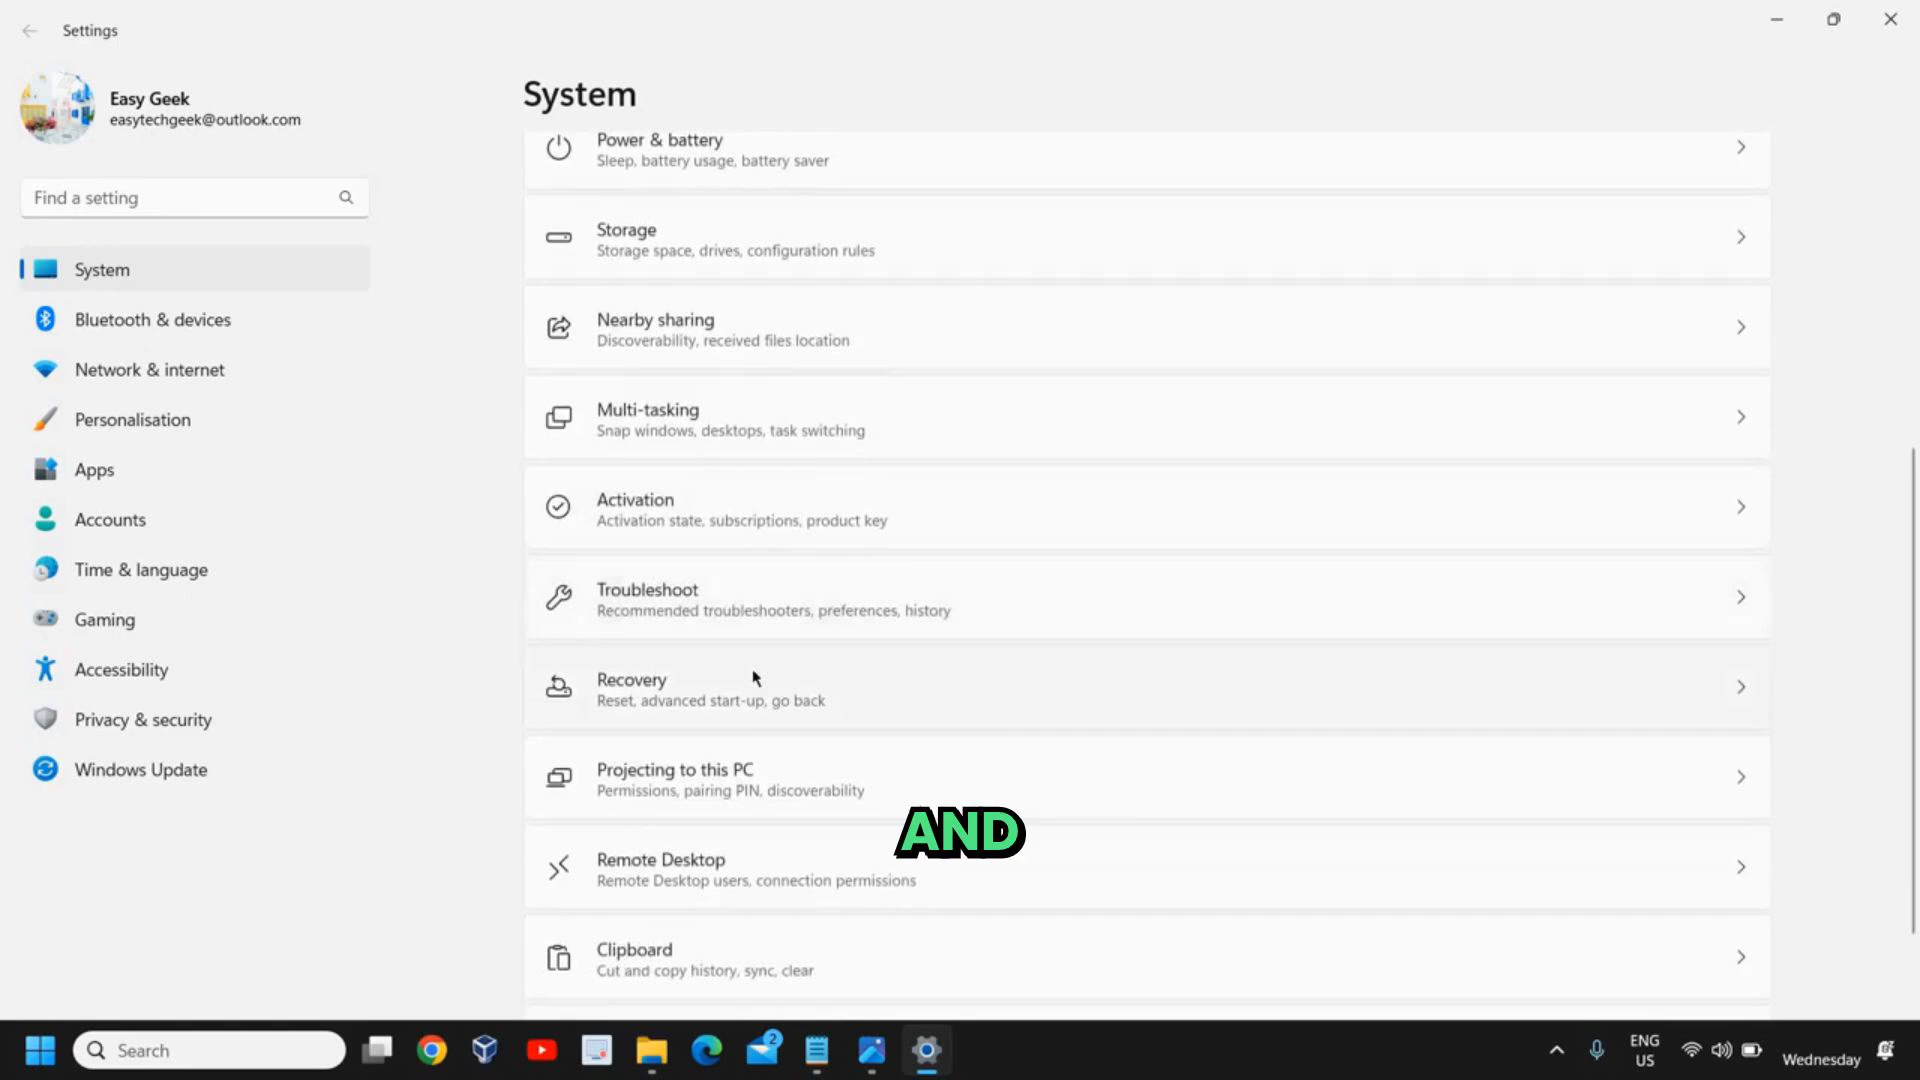 Settings
Easy Geek
easytechgeek@outlook.com
Find a setting
System
Bluetooth & devices
Network & internet
Personalisation
Apps
Accounts
Time & language
Gaming
Accessibility
Privacy & security
Windows Update
System
Power & battery
Sleep, battery usage, battery saver
Storage
Storage space, drives, configuration rules
Nearby sharing
Discoverability, received files location
Multi-tasking
Snap windows, desktops, task switching
Activation
Activation state, subscriptions, product key
Troubleshoot
Recommended troubleshooters, preferences, history
Recovery
Reset, advanced start-up, go back
Projecting to this PC
Permissions, pairing PIN, discoverability
AND
Remote Desktop
Remote Desktop users, connection permissions
Clipboard
Cut and copy history, sync, clear
Search
2
ENG
US
Wednesday